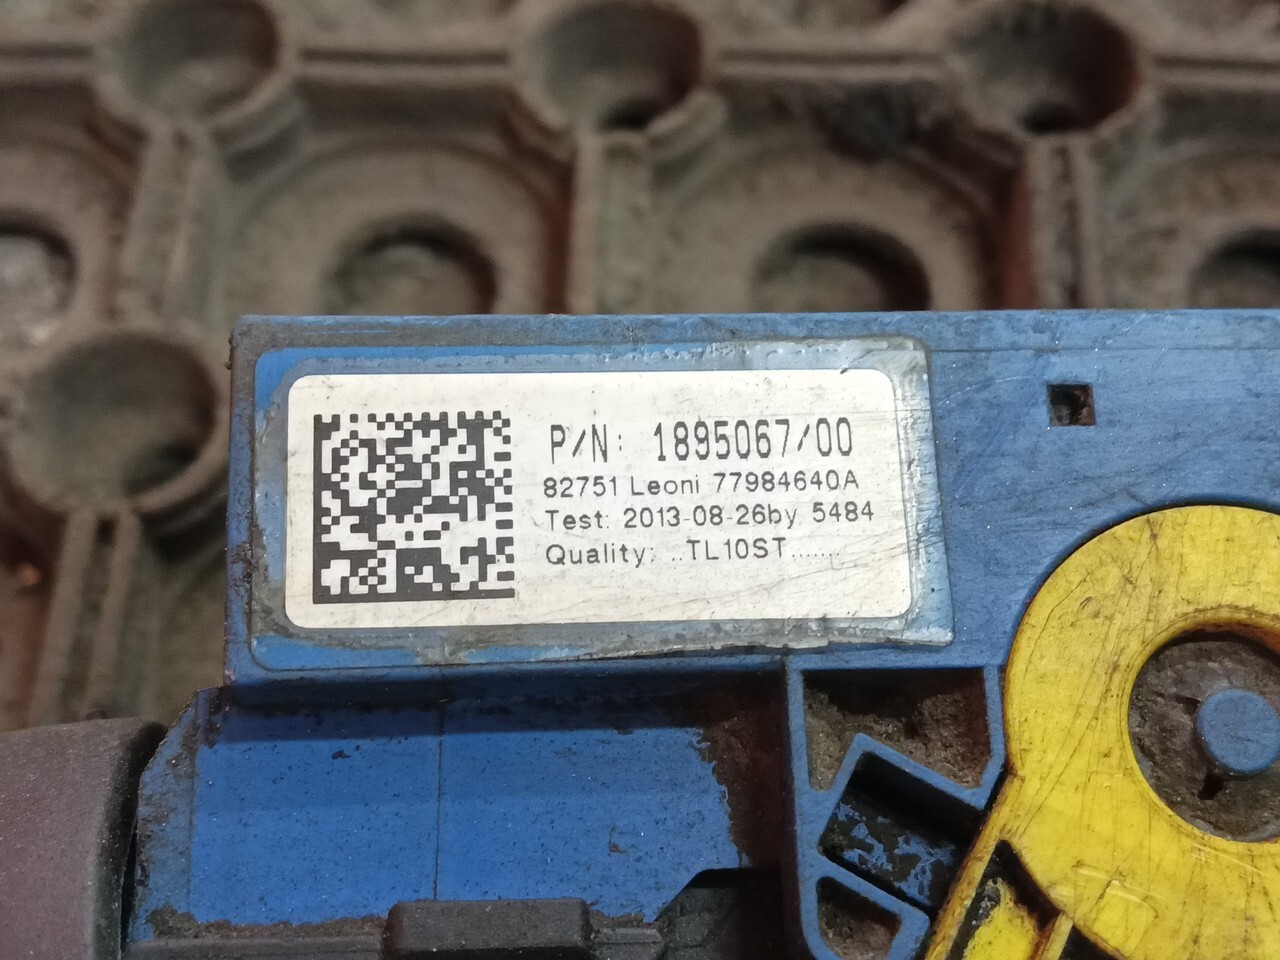 P/N: 1895067/00
82751 Leoni 77984640A
Test: 2013-08-26by 5484
Quality: ..TL10ST.......